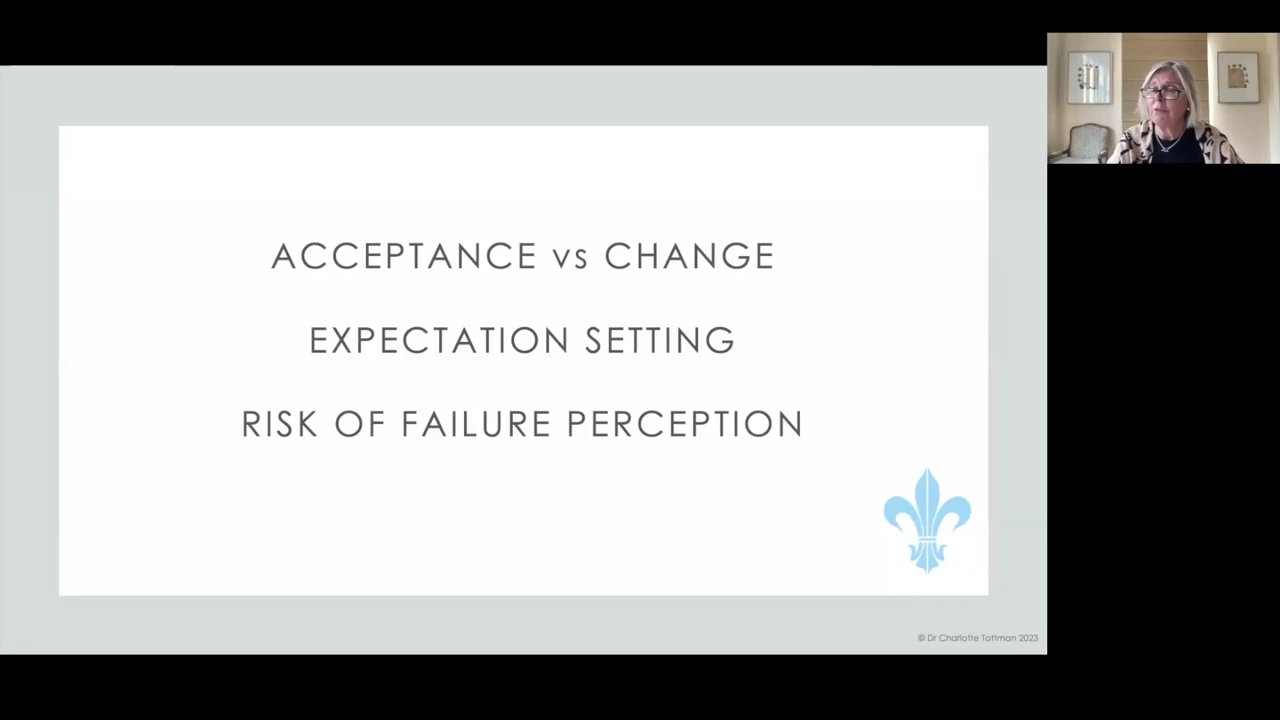 ACCEPTANCE vs CHANGE
EXPECTATION SETTING
RISK OF FAILURE PERCEPTION
© Dr Charlotte Tottman 2023